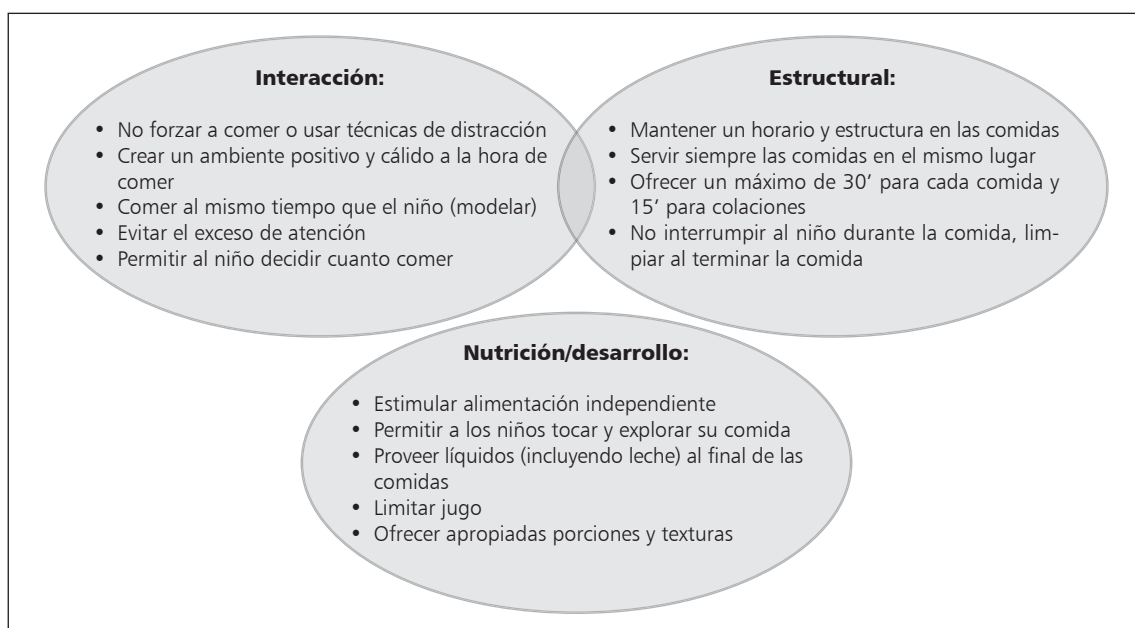 Interacción:
• No forzar a comer o usar técnicas de distracción
• Crear un ambiente positivo y cálido a la hora de
comer
• Comer al mismo tiempo que el niño (modelar)
• Evitar el exceso de atención
• Permitir al niño decidir cuanto comer
Estructural:
• Mantener un horario y estructura en las comidas
• Servir siempre las comidas en el mismo lugar
• Ofrecer un máximo de 30’ para cada comida y
15’ para colaciones
• No interrumpir al niño durante la comida, lim-
piar al terminar la comida
Nutrición/desarrollo:
• Estimular alimentación independiente
• Permitir a los niños tocar y explorar su comida
• Proveer líquidos (incluyendo leche) al final de las
comidas
• Limitar jugo
• Ofrecer apropiadas porciones y texturas